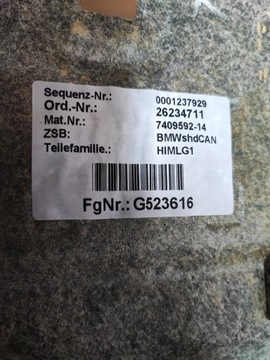 Sequenz-Nr.: 0001237929
Ord.-Nr.: 26234711
Mat.Nr.: 7409592-14
ZSB: BMWshdCAN
Teilefamilie.: HIMLG1
FgNr.: G523616